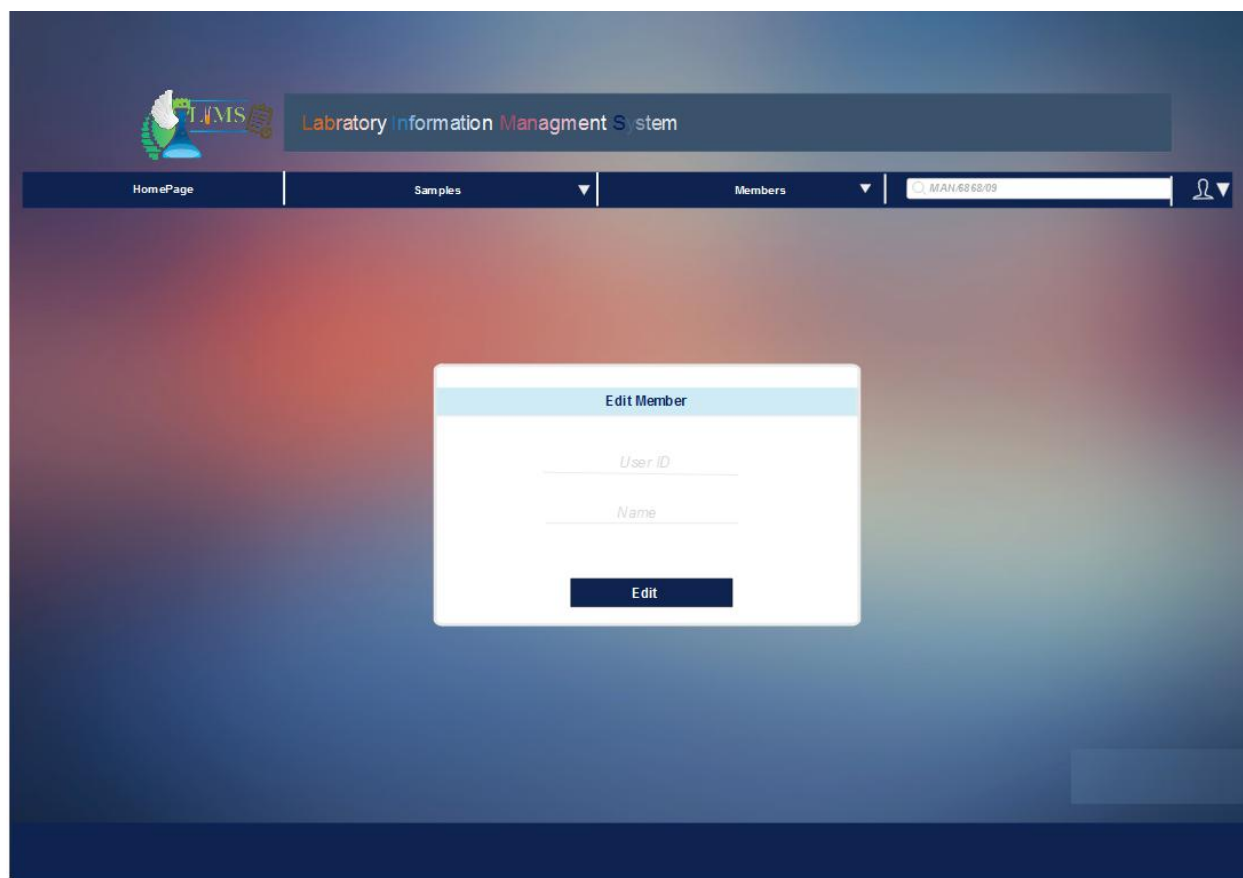 LIMS
Labratory Information Managment System
HomePage
Samples
Members
MAN/6868/09
Edit Member
User ID
Name
Edit